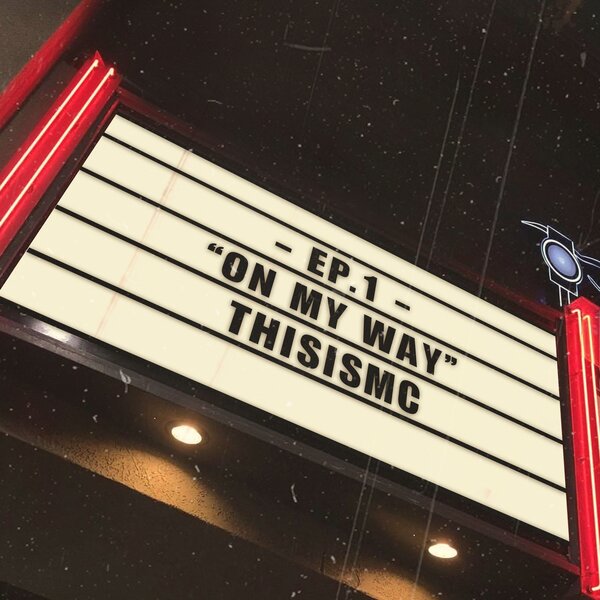 - EP.1 -
“ON MY WAY”
THISISMC